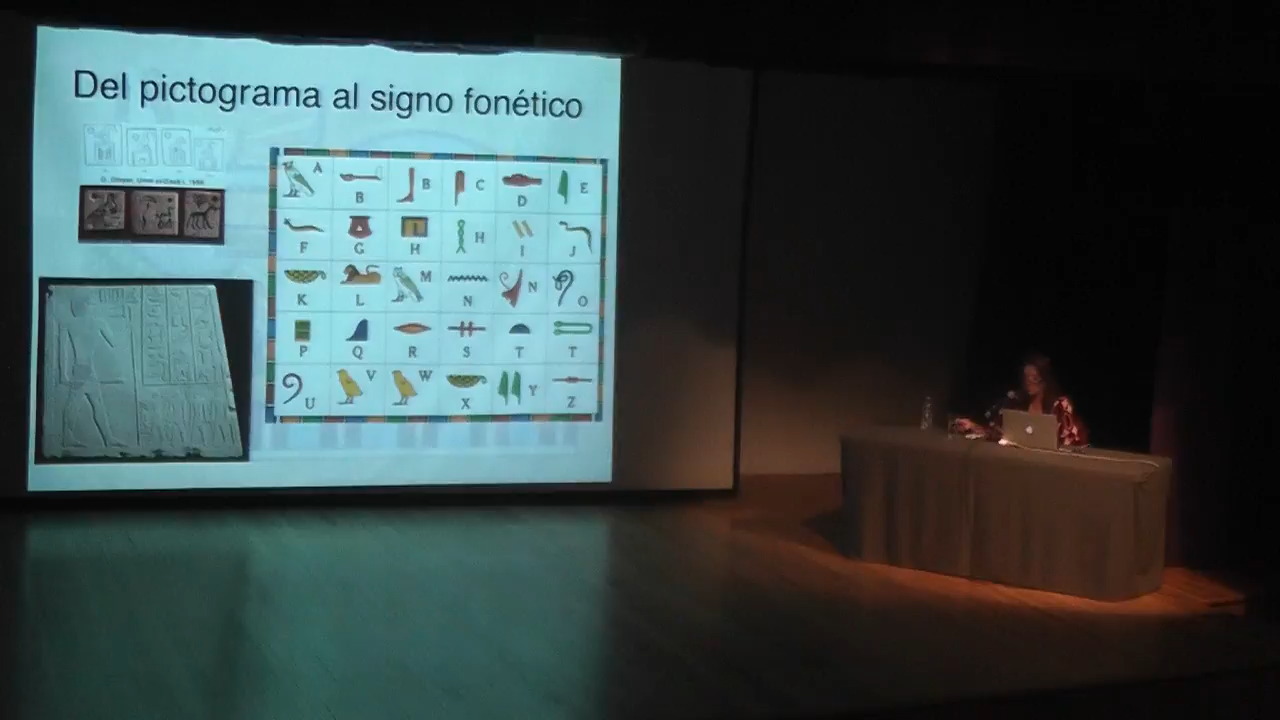 Del pictograma al signo fonético
A B B C D E
F G H H I J
K L M N N O
P Q R S T T
U V W X Y Z